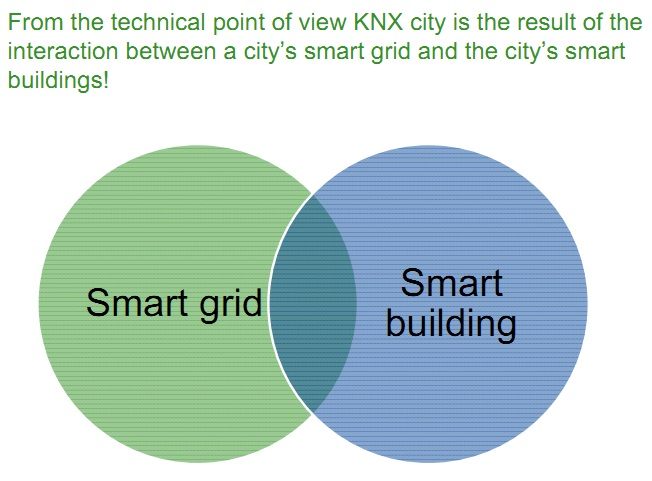 From the technical point of view KNX city is the result of the
interaction between a city’s smart grid and the city’s smart
buildings!
Smart grid
Smart
building